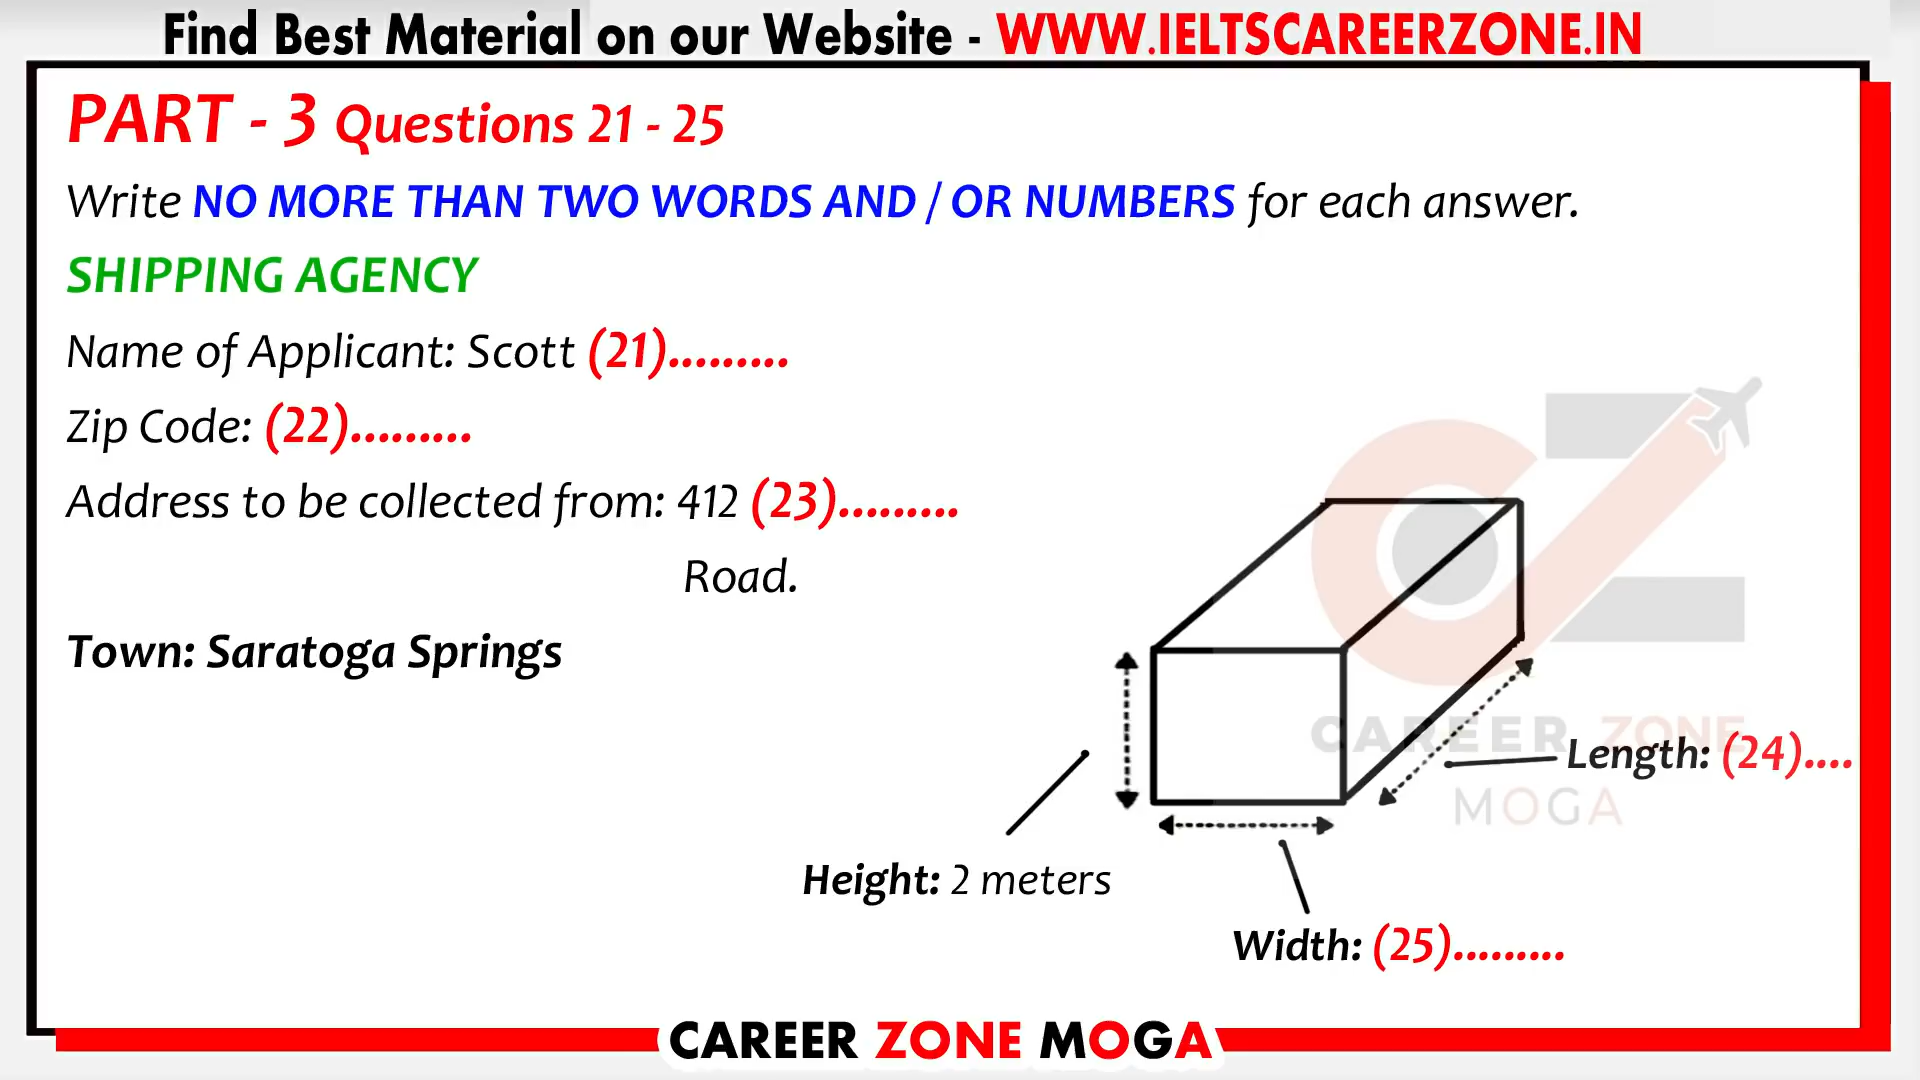 Find Best Material on our Website - WWW.IELTSCAREERZONE.IN
PART - 3 Questions 21 - 25
Write NO MORE THAN TWO WORDS AND / OR NUMBERS for each answer.
SHIPPING AGENCY
Name of Applicant: Scott (21).........
Zip Code: (22).........
Address to be collected from: 412 (23).........
Road.
Town: Saratoga Springs
CAREER ZONE
Length: (24)....
MOGA
Height: 2 meters
Width: (25).........
CAREER ZONE MOGA